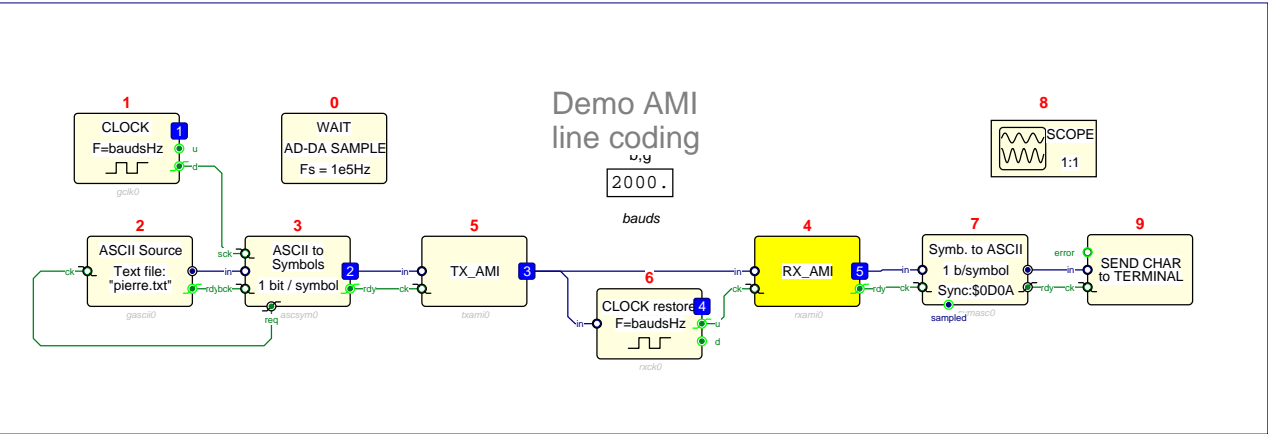 Demo AMI
line coding
b,g
2000.
bauds
1
CLOCK
F=baudsHz
1
u
d
gclk0
0
WAIT
AD-DA SAMPLE
Fs = 1e5Hz
8
SCOPE
1:1
2
ASCII Source
Text file:
"pierre.txt"
ck
rdy
gascii0
3
ASCII to
Symbols
1 bit / symbol
sck
in
bck
2
rdy
req
ascsym0
5
TX_AMI
in
ck
3
txami0
6
CLOCK restore
F=baudsHz
in
4
u
d
rxck0
4
RX_AMI
in
ck
5
rdy
rxami0
7
Symb. to ASCII
1 b/symbol
Sync:$0D0A
in
ck
rdy
sampled
9
SEND CHAR
to TERMINAL
error
in
ck